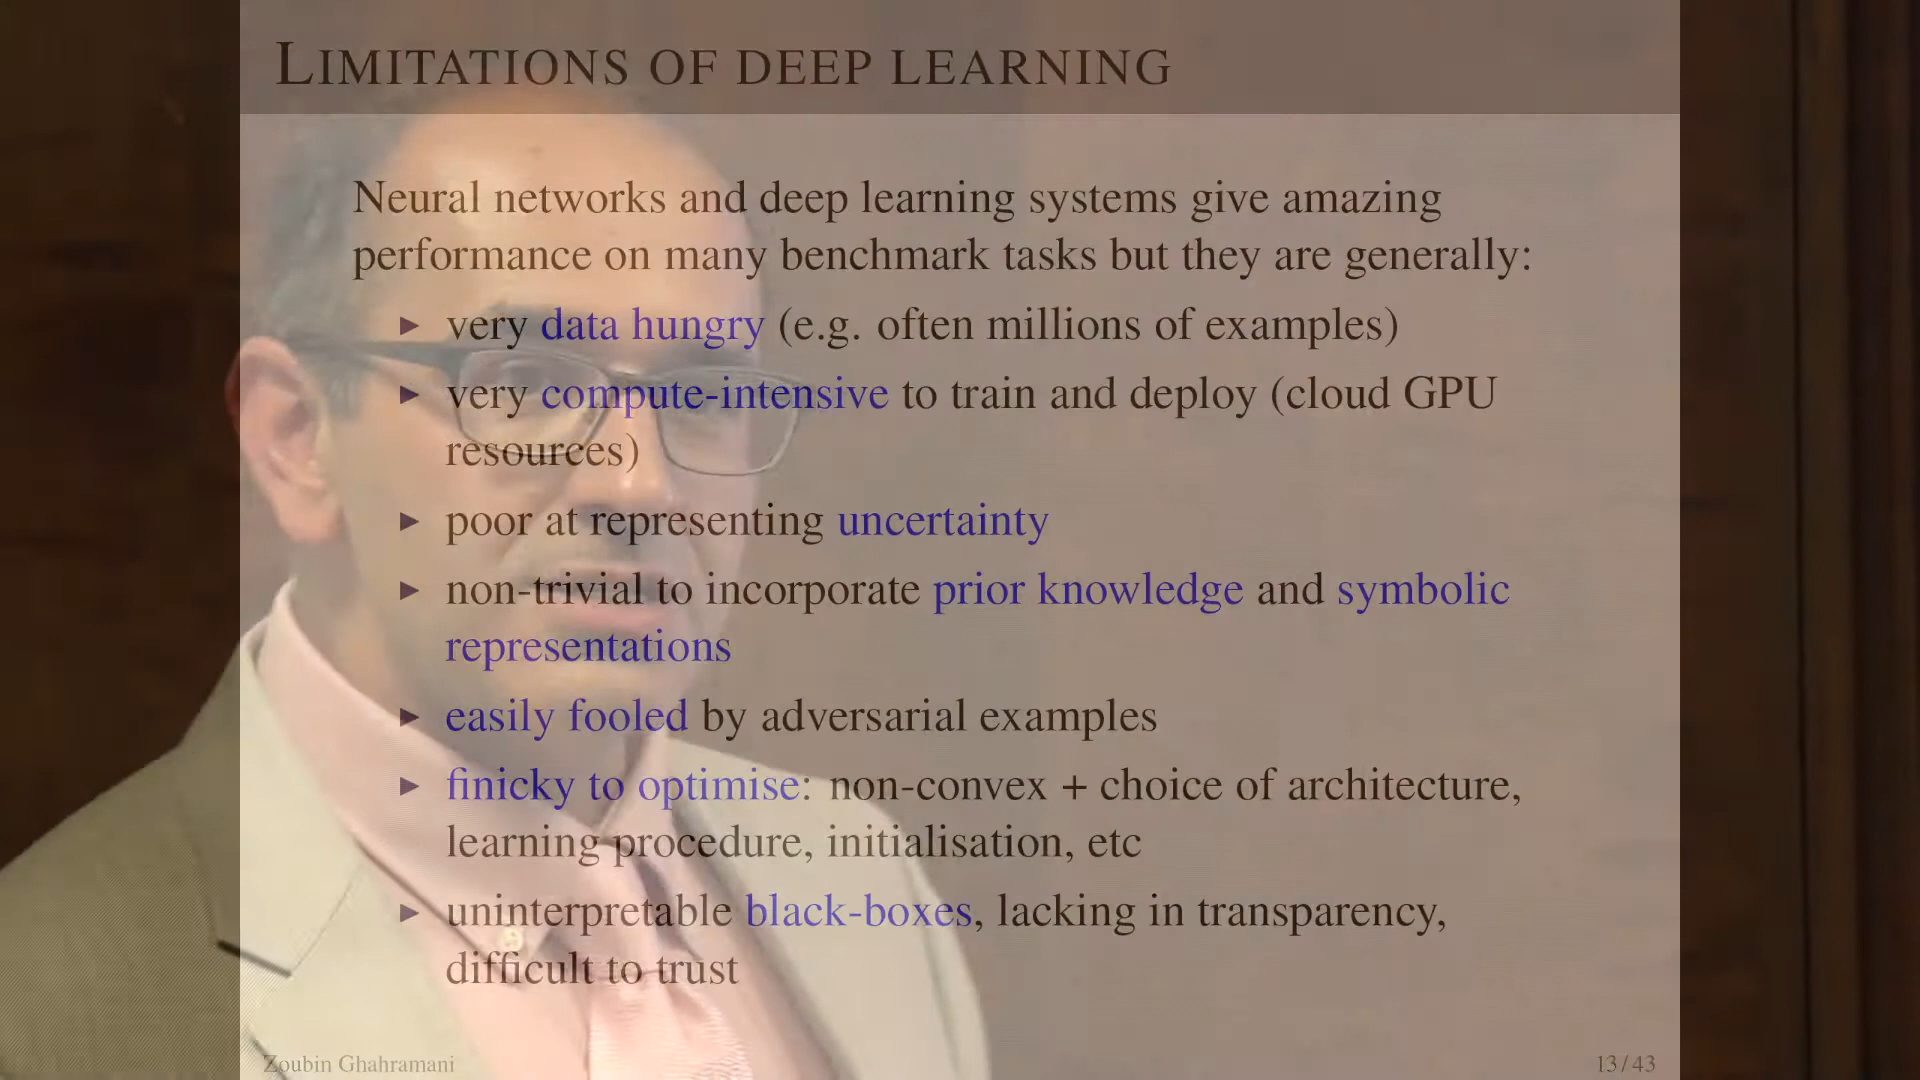 LIMITATIONS OF DEEP LEARNING
Neural networks and deep learning systems give amazing
performance on many benchmark tasks but they are generally:
▶ very data hungry (e.g. often millions of examples)
▶ very compute-intensive to train and deploy (cloud GPU
resources)
▶ poor at representing uncertainty
▶ non-trivial to incorporate prior knowledge and symbolic
representations
▶ easily fooled by adversarial examples
▶ finicky to optimise: non-convex + choice of architecture,
learning procedure, initialisation, etc
▶ uninterpretable black-boxes, lacking in transparency,
difficult to trust
Zoubin Ghahramani
13/43